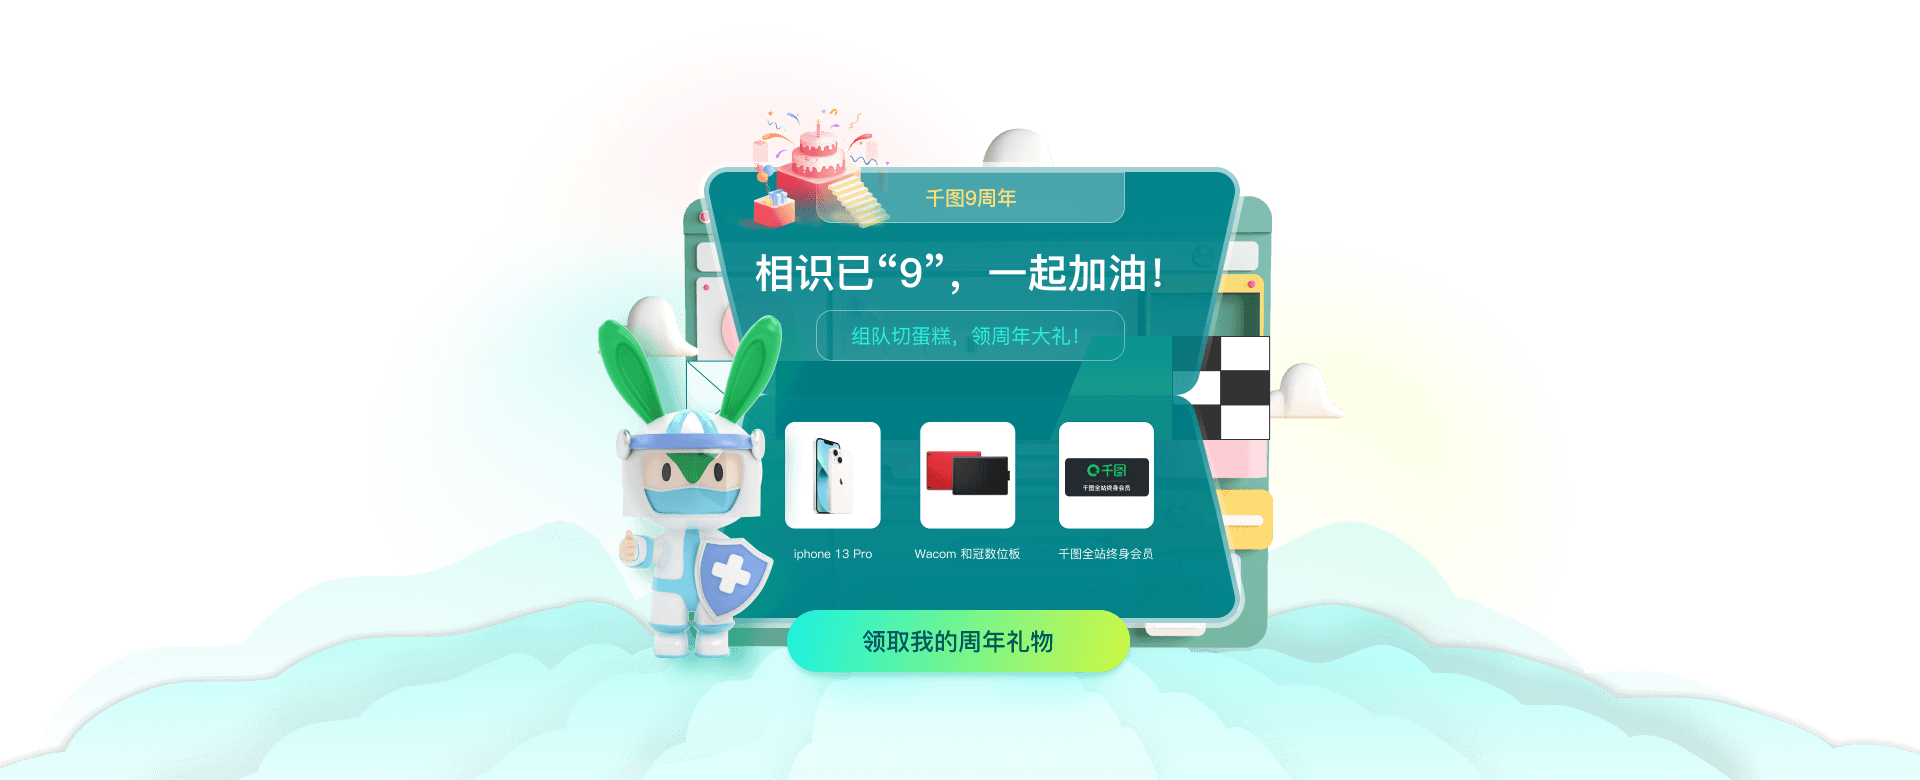 千图9周年
相识已“9”，一起加油！
组队切蛋糕，领周年大礼！
千图
千图全站终身会员
iphone 13 Pro
Wacom 和冠数位板
千图全站终身会员
领取我的周年礼物